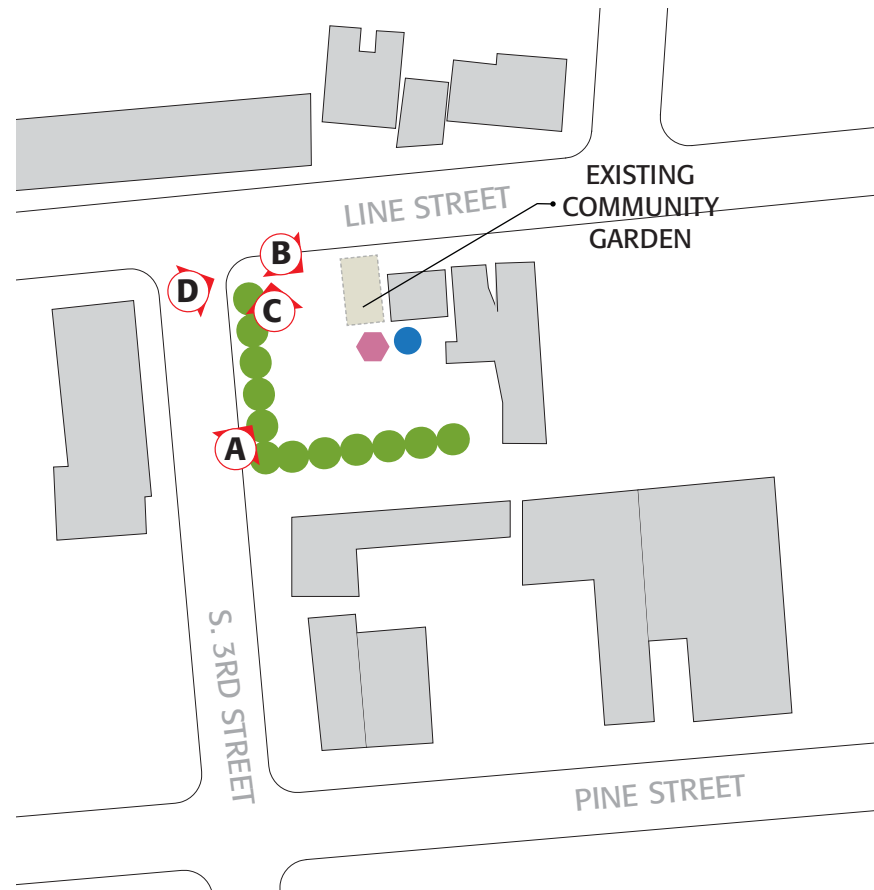 EXISTING
COMMUNITY
GARDEN
LINE STREET
B
D
C
A
S. 3RD STREET
PINE STREET